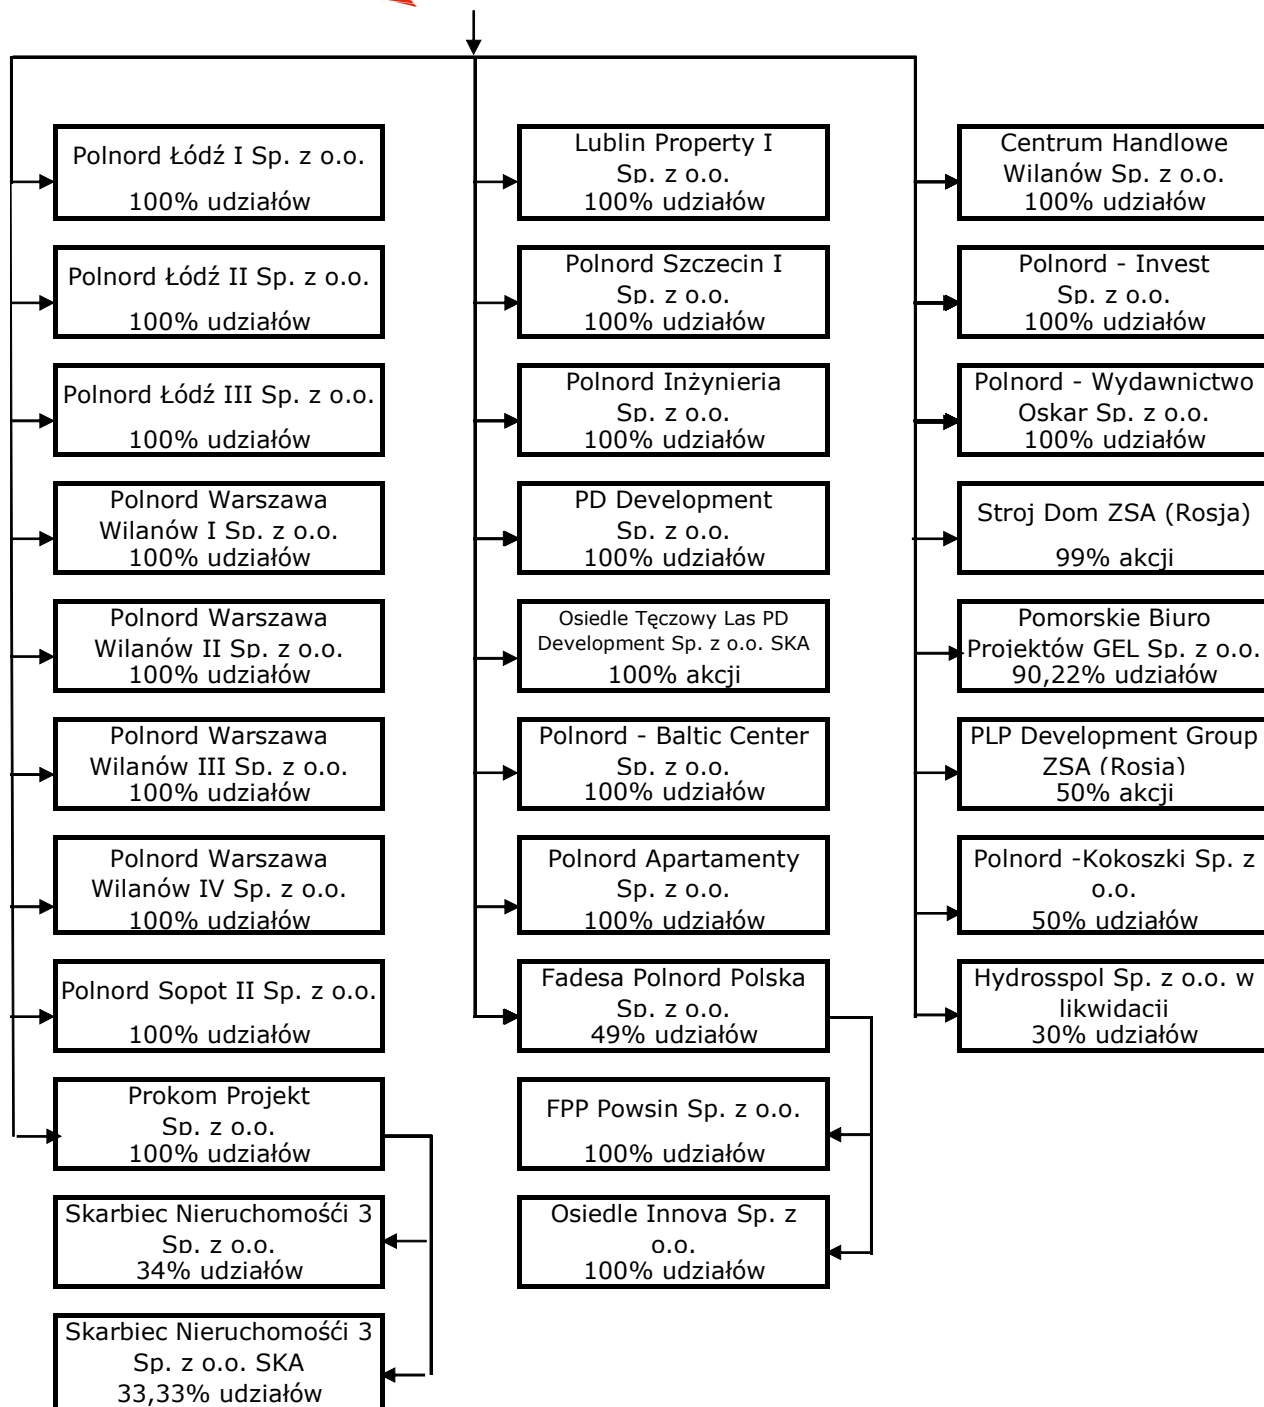 Polnord Łódź I Sp. z o.o.
100% udziałów
Polnord Łódź II Sp. z o.o.
100% udziałów
Polnord Łódź III Sp. z o.o.
100% udziałów
Polnord Warszawa
Wilanów I Sp. z o.o.
100% udziałów
Polnord Warszawa
Wilanów II Sp. z o.o.
100% udziałów
Polnord Warszawa
Wilanów III Sp. z o.o.
100% udziałów
Polnord Warszawa
Wilanów IV Sp. z o.o.
100% udziałów
Polnord Sopot II Sp. z o.o.
100% udziałów
Prokom Projekt
Sp. z o.o.
100% udziałów
Skarbiec Nieruchomośći 3
Sp. z o.o.
34% udziałów
Skarbiec Nieruchomośći 3
Sp. z o.o. SKA
33,33% udziałów
Lublin Property I
Sp. z o.o.
100% udziałów
Polnord Szczecin I
Sp. z o.o.
100% udziałów
Polnord Inżynieria
Sp. z o.o.
100% udziałów
PD Development
Sp. z o.o.
100% udziałów
Osiedle Tęczowy Las PD
Development Sp. z o.o. SKA
100% akcji
Polnord - Baltic Center
Sp. z o.o.
100% udziałów
Polnord Apartamenty
Sp. z o.o.
100% udziałów
Fadesa Polnord Polska
Sp. z o.o.
49% udziałów
FPP Powsin Sp. z o.o.
100% udziałów
Osiedle Innova Sp. z
o.o.
100% udziałów
Centrum Handlowe
Wilanów Sp. z o.o.
100% udziałów
Polnord - Invest
Sp. z o.o.
100% udziałów
Polnord - Wydawnictwo
Oskar Sp. z o.o.
100% udziałów
Stroj Dom ZSA (Rosja)
99% akcji
Pomorskie Biuro
Projektów GEL Sp. z o.o.
90,22% udziałów
PLP Development Group
ZSA (Rosja)
50% akcji
Polnord -Kokoszki Sp. z
o.o.
50% udziałów
Hydrosspol Sp. z o.o. w
likwidacji
30% udziałów